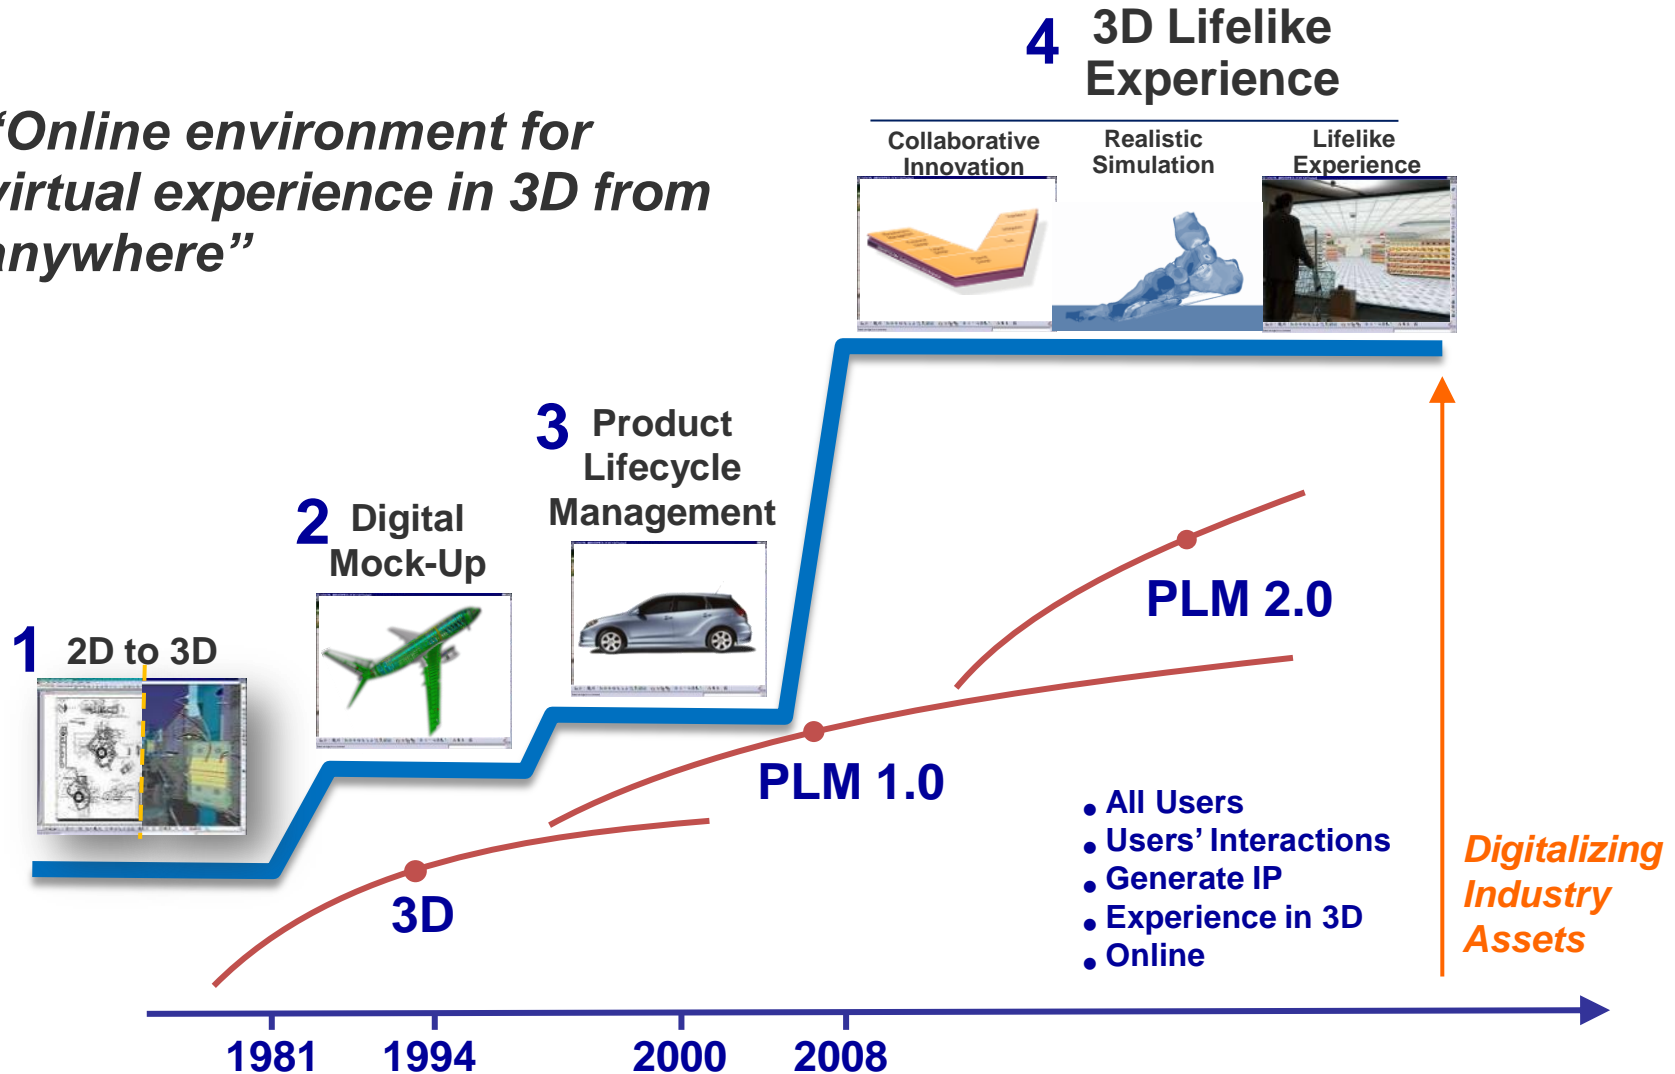 4
3D Lifelike
Experience
“Online environment for
virtual experience in 3D from
anywhere”
Collaborative
Innovation
Realistic
Simulation
Lifelike
Experience
3
Product
Lifecycle
Management
2
Digital
Mock-Up
1
2D to 3D
PLM 2.0
PLM 1.0
3D
• All Users
• Users’ Interactions
• Generate IP
• Experience in 3D
• Online
Digitalizing
Industry
Assets
1981
1994
2000
2008